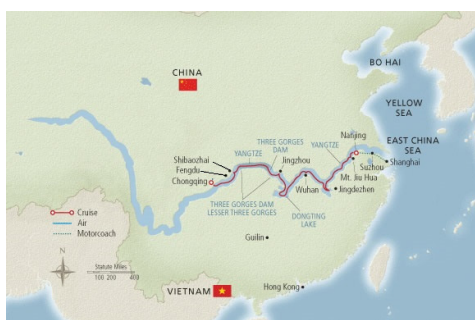 BO HAI
CHINA
YELLOW
SEA
Nanjing
EAST CHINA
SEA
THREE GORGES
DAM
YANGTZE
YANGTZE
Shibaozhai
Fengdu
Chongqing
Jingzhou
Suzhou
Shanghai
Mt. Jiu Hua
Wuhan
Jingdezhen
THREE GORGES DAM
LESSER THREE GORGES
DONGTING
LAKE
Cruise
Air
Motorcoach
Guilin
N
Statute Miles
100 200 400
VIETNAM
Hong Kong